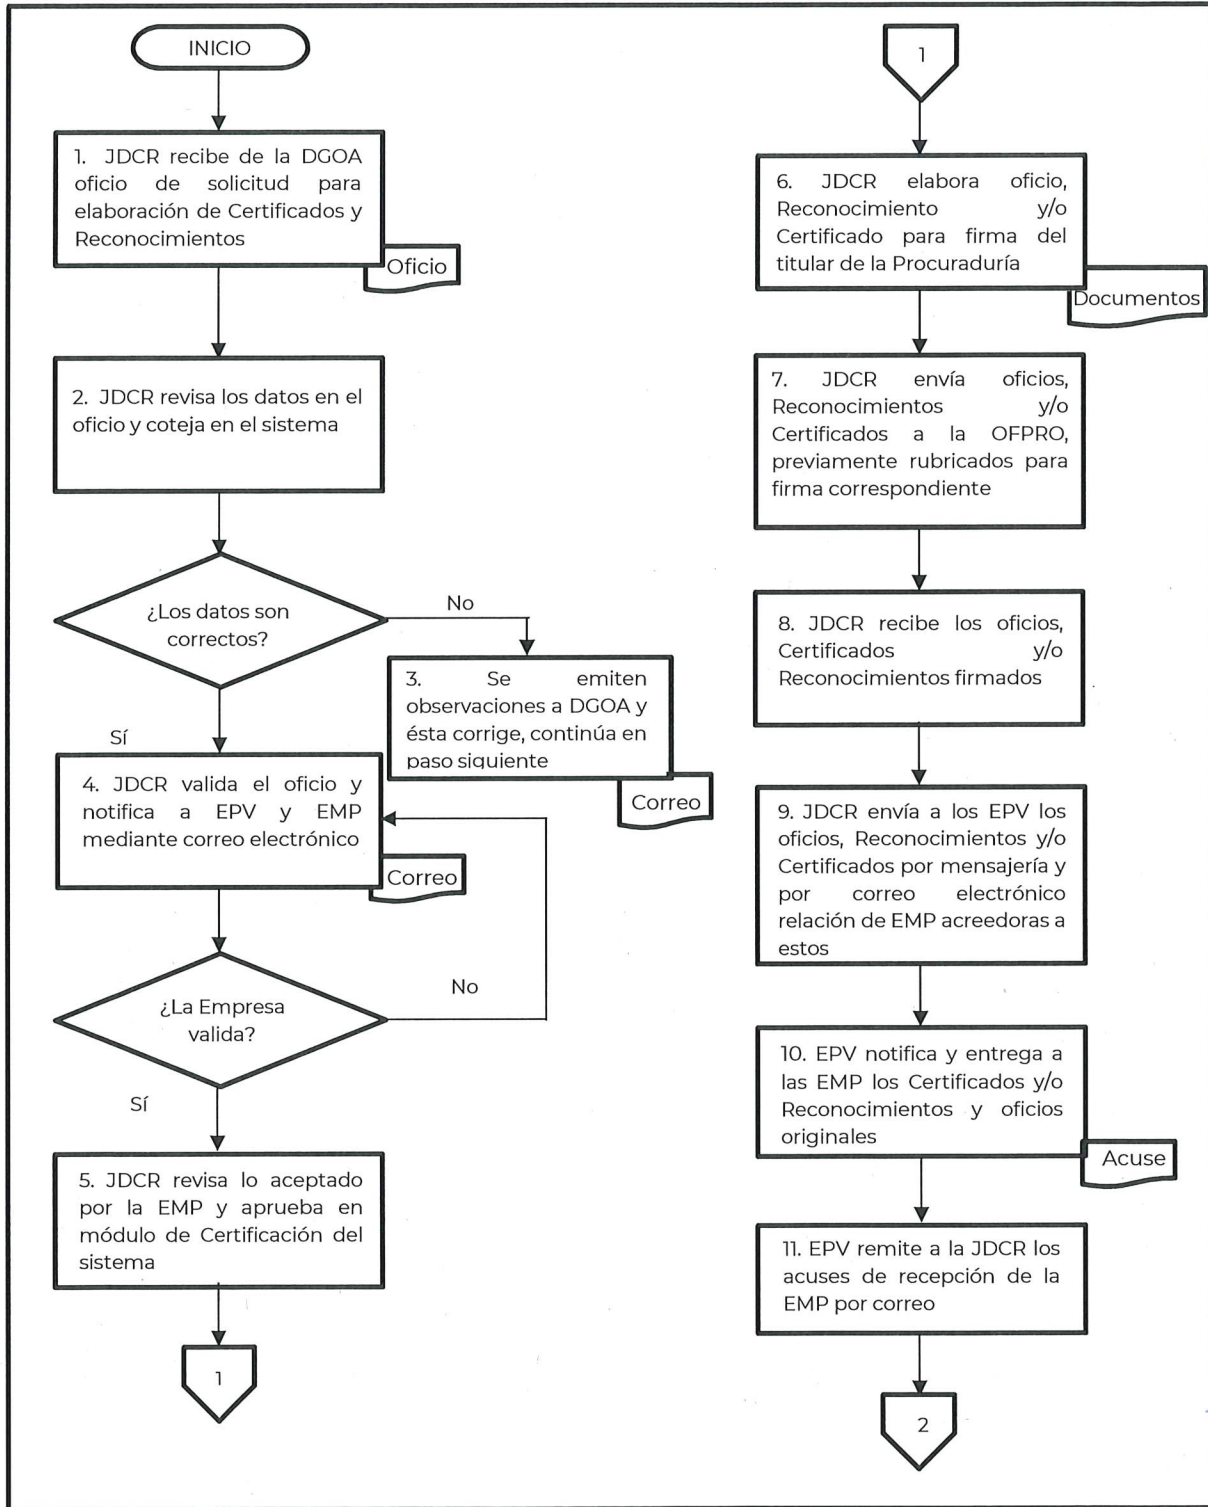 INICIO
1. JDCR recibe de la DGOA
oficio de solicitud para
elaboración de Certificados y
Reconocimientos
Oficio
2. JDCR revisa los datos en el
oficio y coteja en el sistema
¿Los datos son
correctos?
No
3. Se emiten
observaciones a DGOA y
ésta corrige, continúa en
paso siguiente
Correo
Sí
4. JDCR valida el oficio y
notifica a EPV y EMP
mediante correo electrónico
Correo
¿La Empresa
valida?
No
Sí
5. JDCR revisa lo aceptado
por la EMP y aprueba en
módulo de Certificación del
sistema
1
1
6. JDCR elabora oficio,
Reconocimiento y/o
Certificado para firma del
titular de la Procuraduría
Documentos
7. JDCR envía oficios,
Reconocimientos y/o
Certificados a la OFPRO,
previamente rubricados para
firma correspondiente
8. JDCR recibe los oficios,
Certificados y/o
Reconocimientos firmados
9. JDCR envía a los EPV los
oficios, Reconocimientos y/o
Certificados por mensajería y
por correo electrónico
relación de EMP acreedoras a
estos
10. EPV notifica y entrega a
las EMP los Certificados y/o
Reconocimientos y oficios
originales
Acuse
11. EPV remite a la JDCR los
acuses de recepción de la
EMP por correo
2